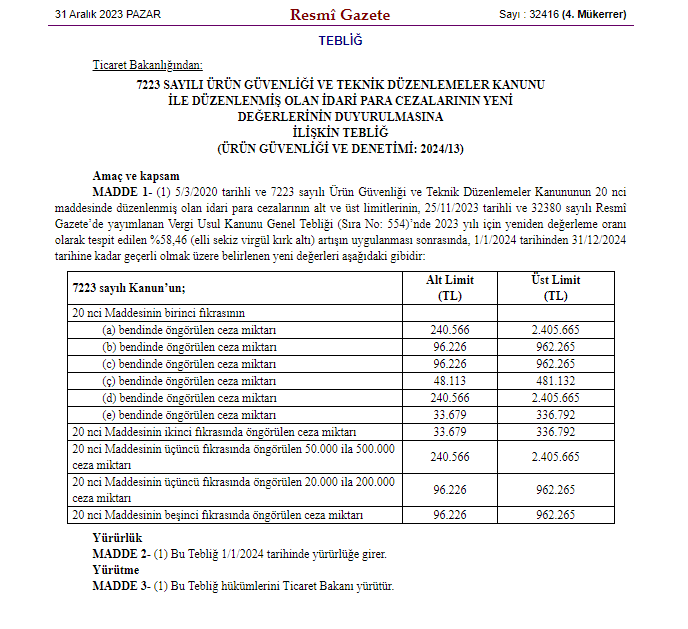 31 Aralık 2023 PAZAR Resmî Gazete Sayı : 32416 (4. Mükerrer)
TEBLİĞ
Ticaret Bakanlığından:
7223 SAYILI ÜRÜN GÜVENLİĞİ VE TEKNİK DÜZENLEMELER KANUNU
İLE DÜZENLENMİŞ OLAN İDARİ PARA CEZALARININ YENİ
DEĞERLERİNİN DUYURULMASINA
İLİŞKİN TEBLİĞ
(ÜRÜN GÜVENLİĞİ VE DENETİMİ: 2024/13)
Amaç ve kapsam
MADDE 1- (1) 5/3/2020 tarihli ve 7223 sayılı Ürün Güvenliği ve Teknik Düzenlemeler Kanununun 20 nci
maddesinde düzenlenmiş olan idari para cezalarının alt ve üst limitlerinin, 25/11/2023 tarihli ve 32380 sayılı Resmî
Gazete’de yayımlanan Vergi Usul Kanunu Genel Tebliği (Sıra No: 554)’nde 2023 yılı için yeniden değerleme oranı
olarak tespit edilen %58,46 (elli sekiz virgül kırk altı) artışın uygulanması sonrasında, 1/1/2024 tarihinden 31/12/2024
tarihine kadar geçerli olmak üzere belirlenen yeni değerleri aşağıdaki gibidir:
7223 sayılı Kanun’un; Alt Limit (TL) Üst Limit (TL)
20 nci Maddesinin birinci fıkrasının
(a) bendinde öngörülen ceza miktarı 240.566 2.405.665
(b) bendinde öngörülen ceza miktarı 96.226 962.265
(c) bendinde öngörülen ceza miktarı 96.226 962.265
(ç) bendinde öngörülen ceza miktarı 48.113 481.132
(d) bendinde öngörülen ceza miktarı 240.566 2.405.665
(e) bendinde öngörülen ceza miktarı 33.679 336.792
20 nci Maddesinin ikinci fıkrasında öngörülen ceza miktarı 33.679 336.792
20 nci Maddesinin üçüncü fıkrasında öngörülen 50.000 ila 500.000
ceza miktarı 240.566 2.405.665
20 nci Maddesinin üçüncü fıkrasında öngörülen 20.000 ila 200.000
ceza miktarı 96.226 962.265
20 nci Maddesinin beşinci fıkrasında öngörülen ceza miktarı 96.226 962.265
Yürürlük
MADDE 2- (1) Bu Tebliğ 1/1/2024 tarihinde yürürlüğe girer.
Yürütme
MADDE 3- (1) Bu Tebliğ hükümlerini Ticaret Bakanı yürütür.